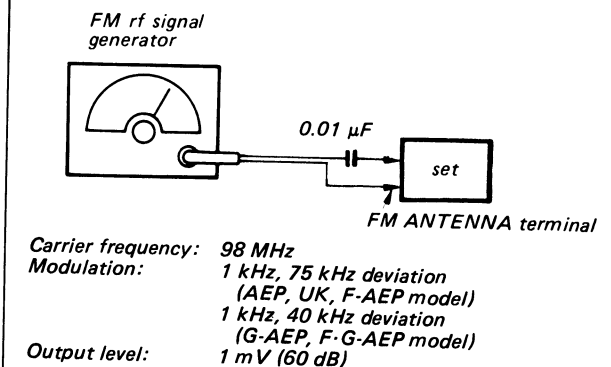 FM rf signal
generator
0.01 μF
set
FM ANTENNA terminal
Carrier frequency: 98 MHz
Modulation: 1 kHz, 75 kHz deviation
(AEP, UK, F-AEP model)
1 kHz, 40 kHz deviation
(G-AEP, F·G-AEP model)
Output level: 1 mV (60 dB)